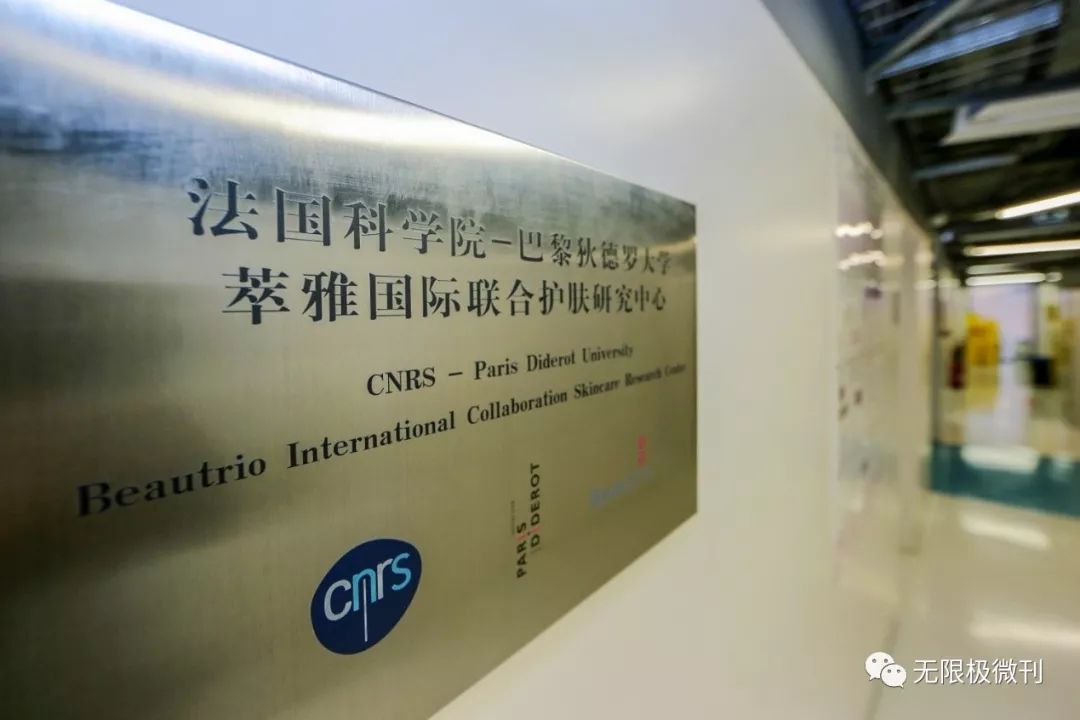 法国科学院-巴黎狄德罗大学
萃雅国际联合护肤研究中心
CNRS – Paris Diderot University
Beautrio International Collaboration Skincare Research Center
cnrs
PARIS
DIDEROT
无限极微刊